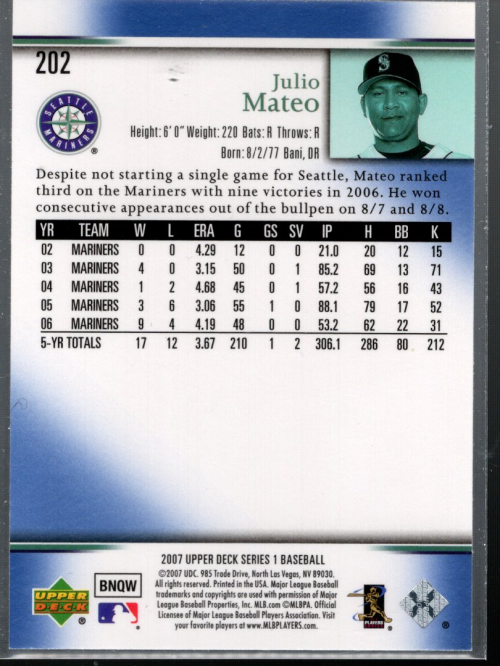 202
Julio
Mateo
SEATTLE
MARINERS
®
S
Height: 6' 0" Weight: 220 Bats: R Throws: R
Born: 8/2/77 Bani, DR
Despite not starting a single game for Seattle, Mateo ranked
third on the Mariners with nine victories in 2006. He won
consecutive appearances out of the bullpen on 8/7 and 8/8.
YR TEAM W L ERA G GS SV IP H BB K
02 MARINERS 0 0 4.29 12 0 0 21.0 20 12 15
03 MARINERS 4 0 3.15 50 0 1 85.2 69 13 71
04 MARINERS 1 2 4.68 45 0 1 57.2 56 16 43
05 MARINERS 3 6 3.06 55 1 0 88.1 79 17 52
06 MARINERS 9 4 4.19 48 0 0 53.2 62 22 31
5-YR TOTALS 17 12 3.67 210 1 2 306.1 286 80 212
2007 UPPER DECK SERIES 1 BASEBALL
©2007 UDC. 985 Trade Drive, North Las Vegas, NV 89030.
All rights reserved. Printed in the USA. Major League Baseball
trademarks and copyrights are used with permission of Major
League Baseball Properties, Inc. MLB.com ©MLBPA. Official
Licensee of Major League Baseball Players Association. Visit
your favorite players at www.MLBPLAYERS.com.
UPPER
DECK
®
BNQW
®
PLAYERS
®